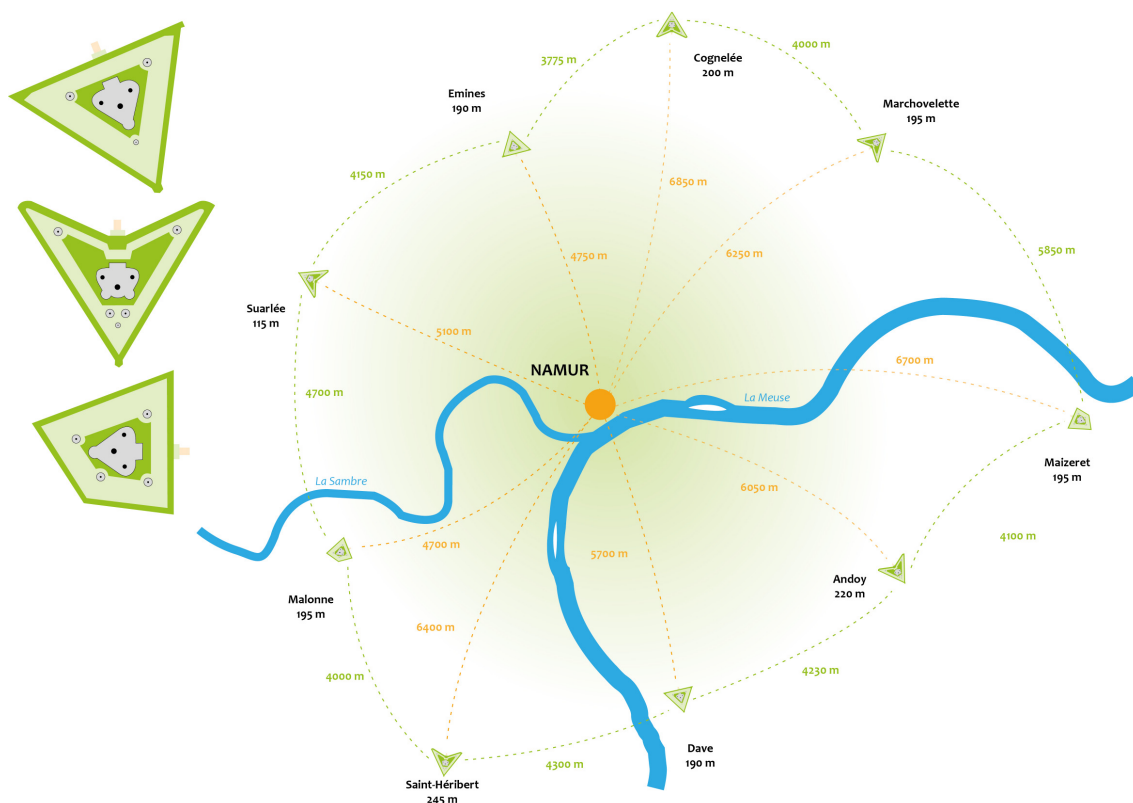 Cognelée
200 m
3775 m
4000 m
Emines
190 m
Marchovelette
195 m
4150 m
6850 m
4750 m
6250 m
5850 m
Suarlée
115 m
5100 m
NAMUR
6700 m
La Meuse
4700 m
Maizeret
195 m
La Sambre
6050 m
4700 m
5700 m
4100 m
Malonne
195 m
Andoy
220 m
6400 m
4000 m
4230 m
Dave
190 m
4300 m
Saint-Héribert
245 m